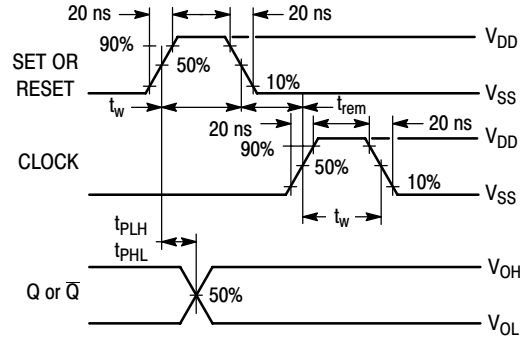 20 ns 20 ns
90% V_DD
SET OR
RESET
50%
10%
V_SS
t_w t_rem
20 ns 20 ns
V_DD
CLOCK
90%
50%
10%
V_SS
t_w
t_PLH
t_PHL
V_OH
Q or Q̅
50%
V_OL